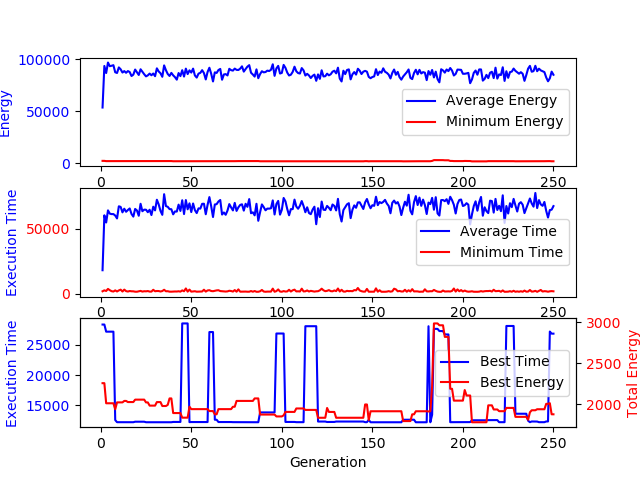 100000
50000
0
Energy
Average Energy
Minimum Energy
0 50 100 150 200 250
50000
0
Execution Time
Average Time
Minimum Time
0 50 100 150 200 250
25000
20000
15000
Execution Time
Best Time
Best Energy
3000
2500
2000
Total Energy
0 50 100 150 200 250
Generation